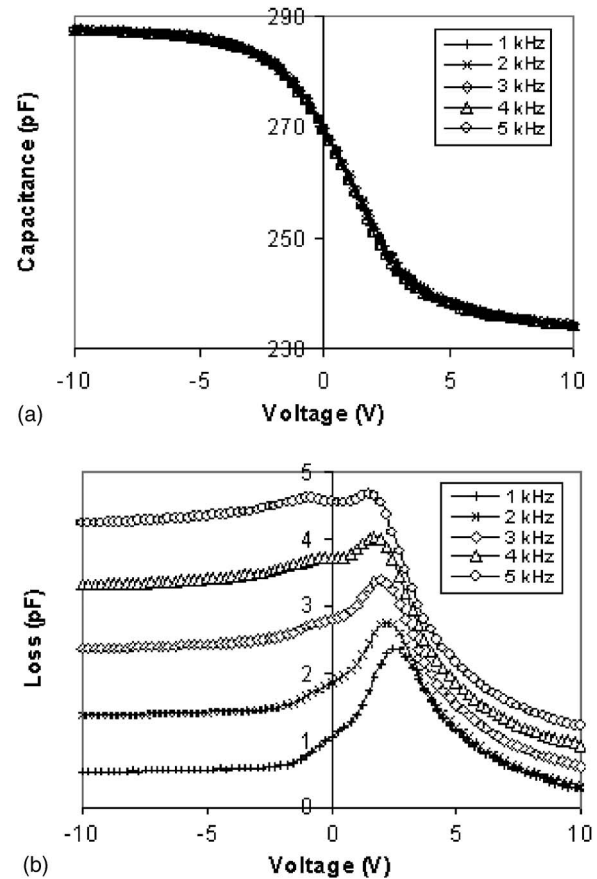 290
270
250
230
Capacitance (pF)
1 kHz
2 kHz
3 kHz
4 kHz
5 kHz
-10 -5 0 5 10
Voltage (V)
(a)
5
4
3
2
1
0
Loss (pF)
1 kHz
2 kHz
3 kHz
4 kHz
5 kHz
-10 -5 0 5 10
Voltage (V)
(b)